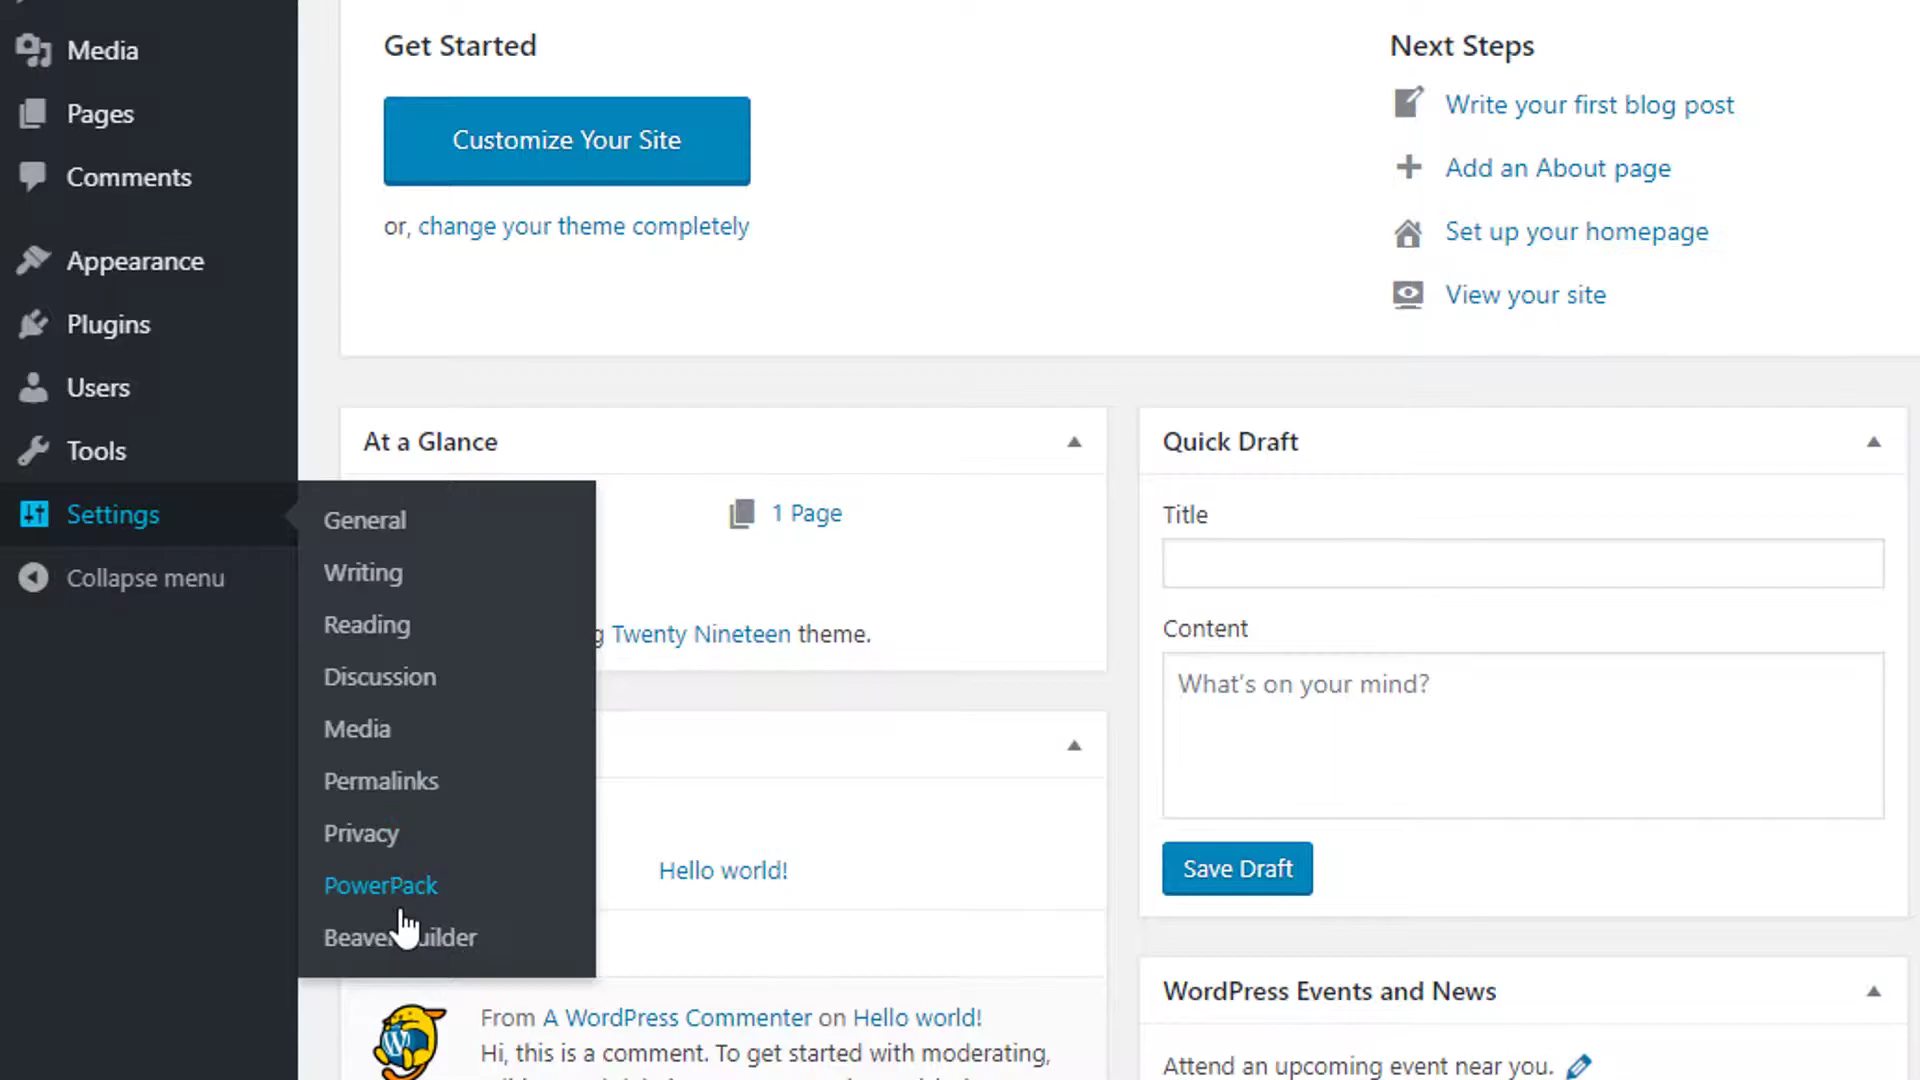 Media
Pages
Comments
Appearance
Plugins
Users
Tools
Settings
Collapse menu
General
Writing
Reading
Discussion
Media
Permalinks
Privacy
PowerPack
Get Started
Customize Your Site
or, change your theme completely
Next Steps
Write your first blog post
Add an About page
Set up your homepage
View your site
At a Glance
1 Page
Twenty Nineteen theme.
Hello world!
From A WordPress Commenter on Hello world!
Hi, this is a comment. To get started with moderating,
Quick Draft
Title
Content
What's on your mind?
Save Draft
WordPress Events and News
Attend an upcoming event near you.